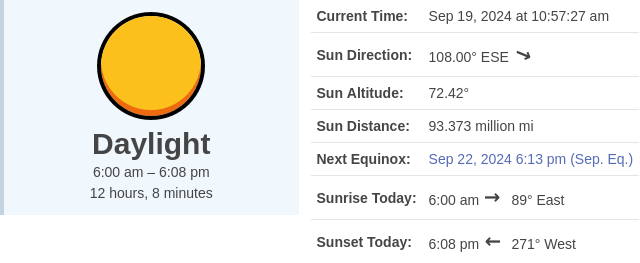 Daylight
6:00 am – 6:08 pm
12 hours, 8 minutes
Current Time: Sep 19, 2024 at 10:57:27 am
Sun Direction: 108.00° ESE
Sun Altitude: 72.42°
Sun Distance: 93.373 million mi
Next Equinox: Sep 22, 2024 6:13 pm (Sep. Eq.)
Sunrise Today: 6:00 am → 89° East
Sunset Today: 6:08 pm ← 271° West